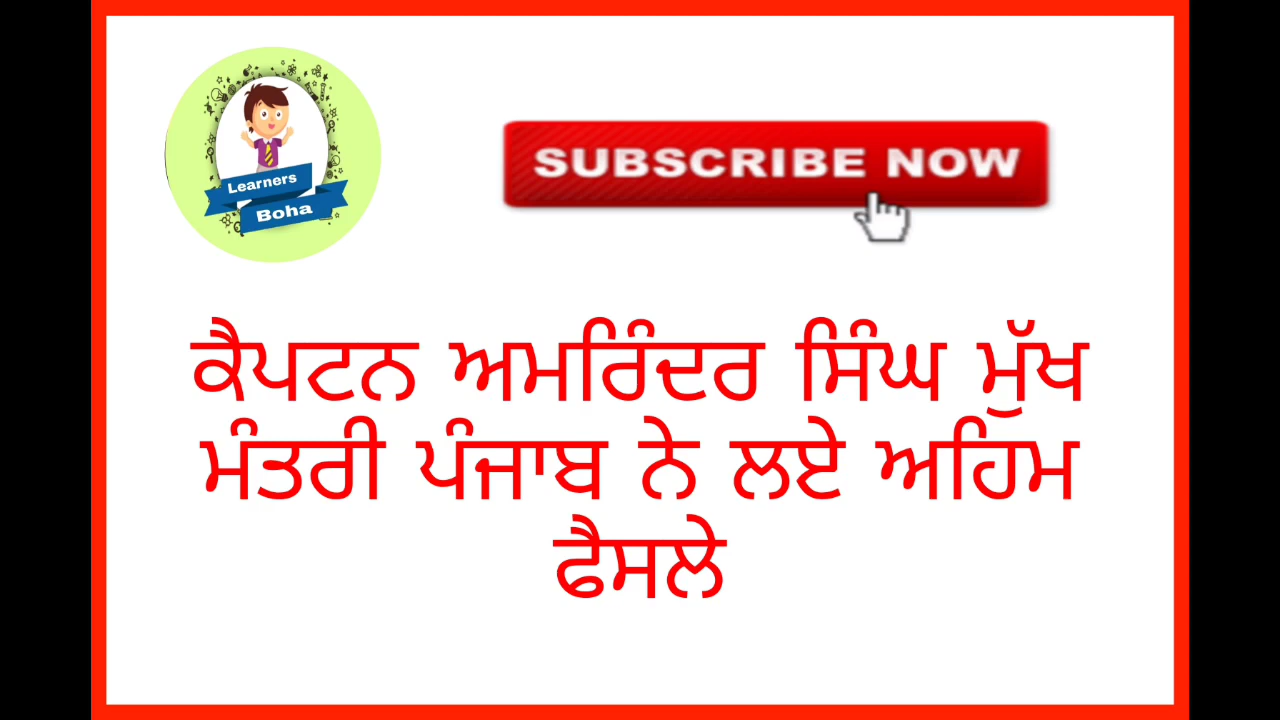 Learners
Boha
SUBSCRIBE NOW
ਕੈਪਟਨ ਅਮਰਿੰਦਰ ਸਿੰਘ ਮੁੱਖ
ਮੰਤਰੀ ਪੰਜਾਬ ਨੇ ਲਏ ਅਹਿਮ
ਫੈਸਲੇ